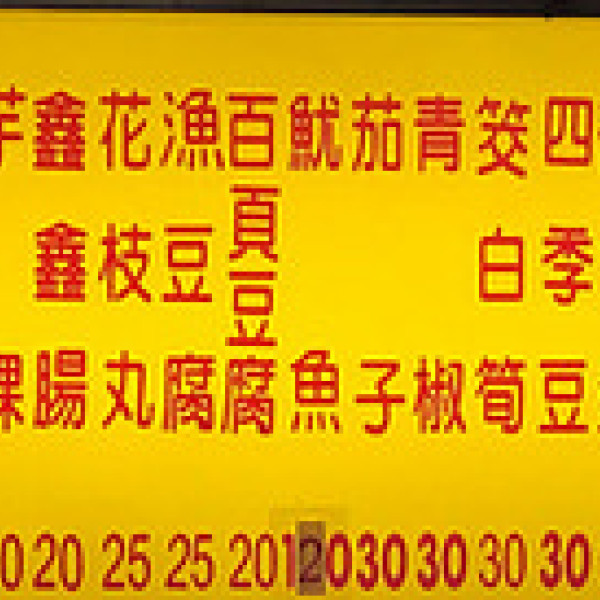 四季豆 30
筊白筍 30
青椒 30
茄子 30
魷魚 120
百頁豆腐 20
漁豆腐 25
花枝丸 25
鑫鑫腸 20